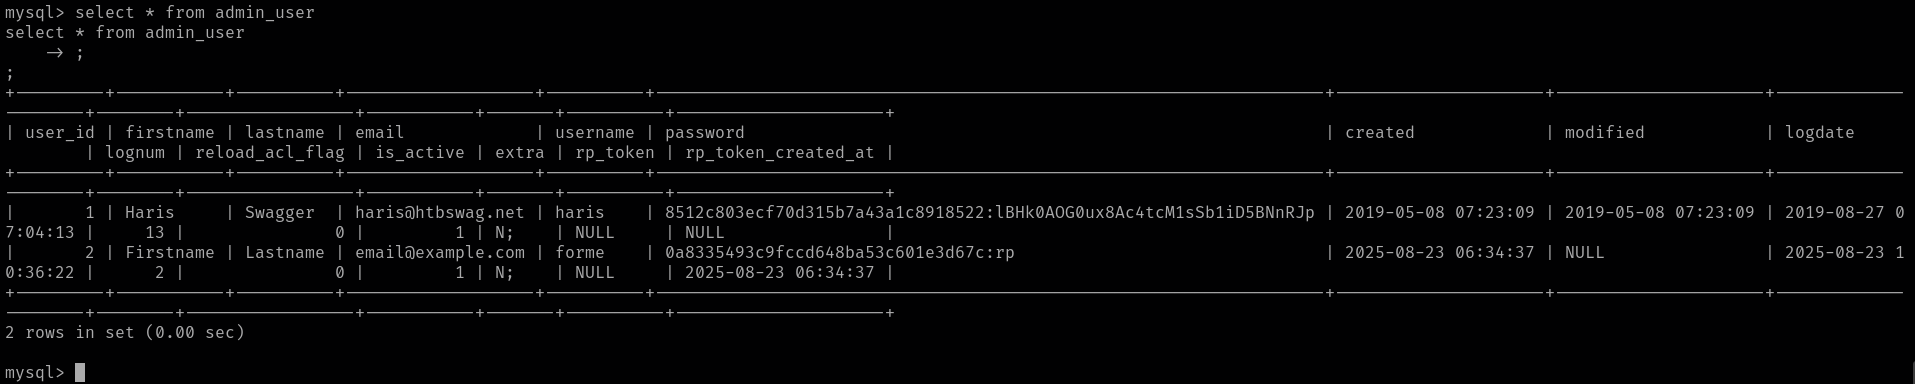 mysql> select * from admin_user
select * from admin_user
    -> ;
;
+---------+-----------+----------+-------------------+----------+-------------------------------------------------------------------+---------------------+---------------------+-------------
--------+--------+-----------------+-----------+-------+----------+---------------------+
| user_id | firstname | lastname | email             | username | password                                                          | created             | modified            | logdate
        | lognum | reload_acl_flag | is_active | extra | rp_token | rp_token_created_at |
+---------+-----------+----------+-------------------+----------+-------------------------------------------------------------------+---------------------+---------------------+-------------
--------+--------+-----------------+-----------+-------+----------+---------------------+
|       1 | Haris     | Swagger  | haris@htbswag.net | haris    | 8512c803ecf70d315b7a43a1c8918522:lBHk0AOG0ux8Ac4tcM1sSb1iD5BNnRJp | 2019-05-08 07:23:09 | 2019-05-08 07:23:09 | 2019-08-27 0
7:04:13 |     13 |               0 |         1 | N;    | NULL     | NULL                |
|       2 | Firstname | Lastname | email@example.com | forme    | 0a8335493c9fccd648ba53c601e3d67c:rp                               | 2025-08-23 06:34:37 | NULL                | 2025-08-23 1
0:36:22 |      2 |               0 |         1 | N;    | NULL     | 2025-08-23 06:34:37 |
+---------+-----------+----------+-------------------+----------+-------------------------------------------------------------------+---------------------+---------------------+-------------
--------+--------+-----------------+-----------+-------+----------+---------------------+
2 rows in set (0.00 sec)
mysql>